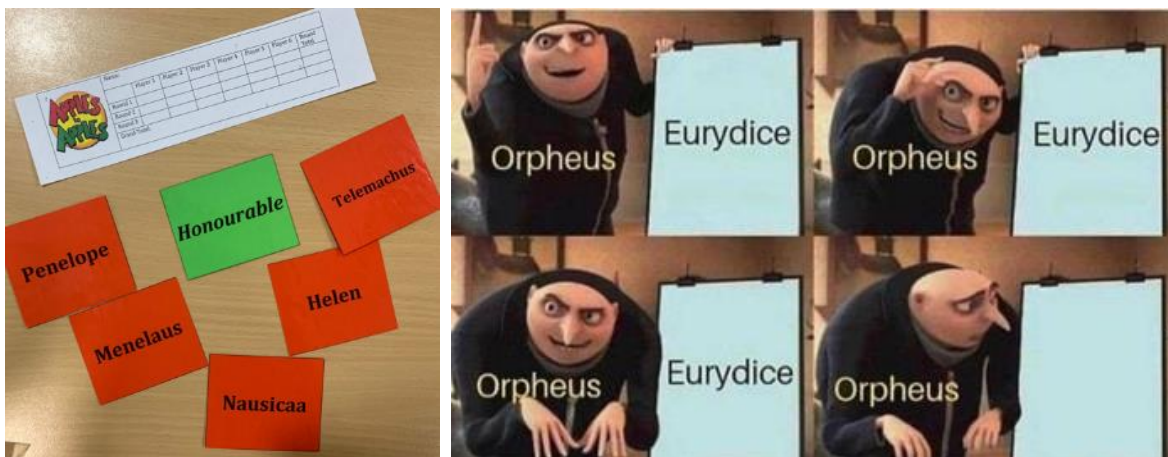 Name:
Player 1 Player 2 Player 3 Player 4 Player 5 Player 6 Round Total
Round 1
Round 2
Round 3
Grand Total:
APPLES to APPLES
Honourable
Telemachus
Penelope
Helen
Menelaus
Nausicaa
Orpheus
Eurydice
Orpheus
Eurydice
Orpheus
Eurydice
Orpheus